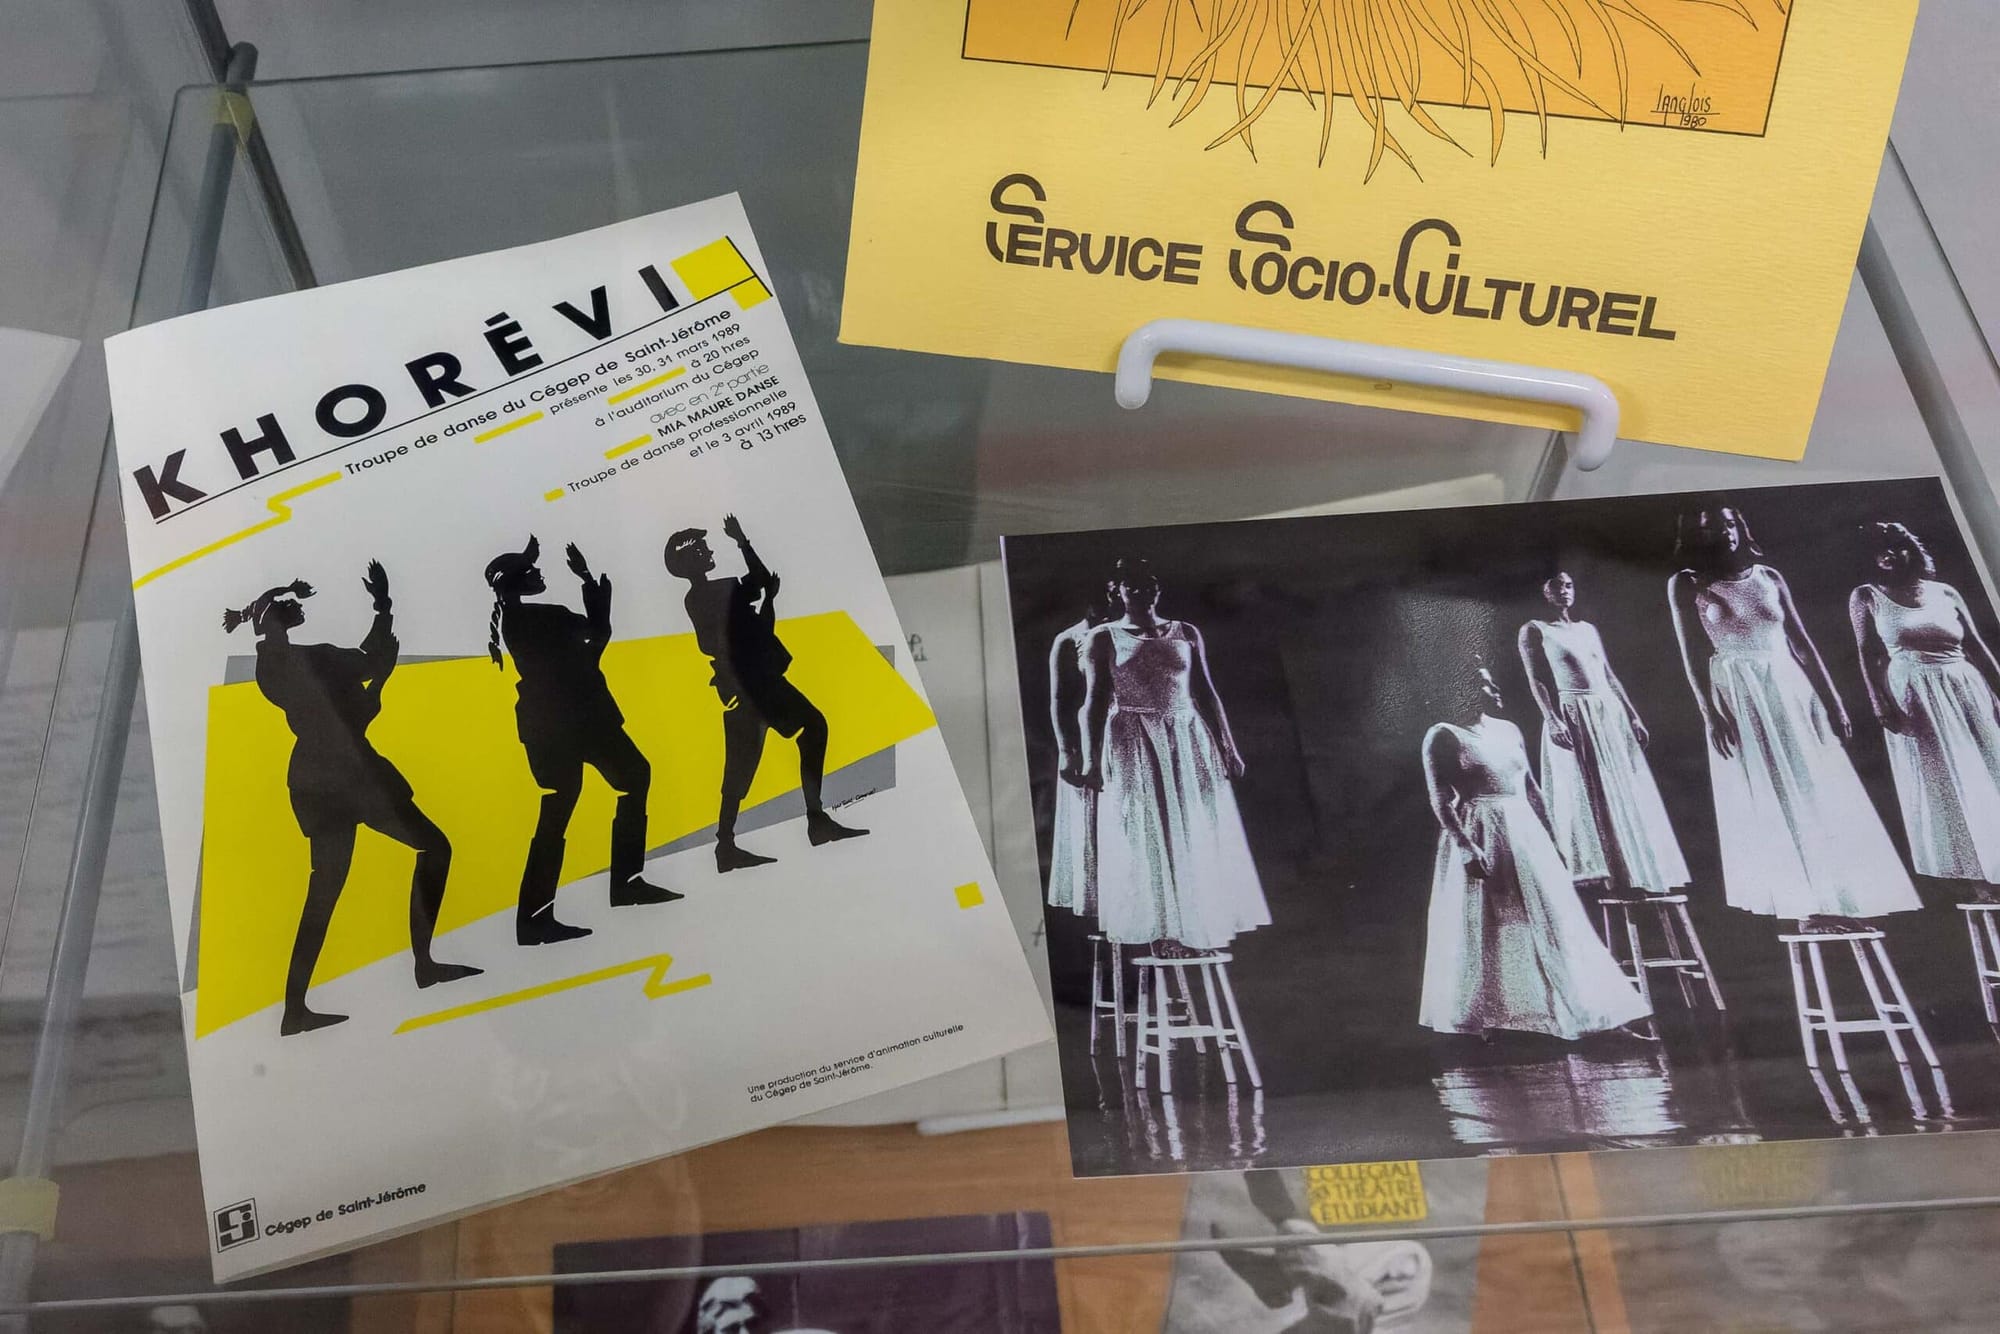 Langlois
1980
SERVICE SOCIO-CULTUREL
KHORÉVI
Troupe de danse du Cégep de Saint-Jérôme
présente les 30, 31 mars 1989
à 20 hres
à l'auditorium du Cégep
avec en 2e partie
MIA MAURE DANSE
Troupe de danse professionnelle
et le 3 avril 1989
à 13 hres
Une production du service d'animation culturelle
du Cégep de Saint-Jérôme.
Cégep de Saint-Jérôme
COLLÉGIAL
THÉÂTRE
ÉTUDIANT